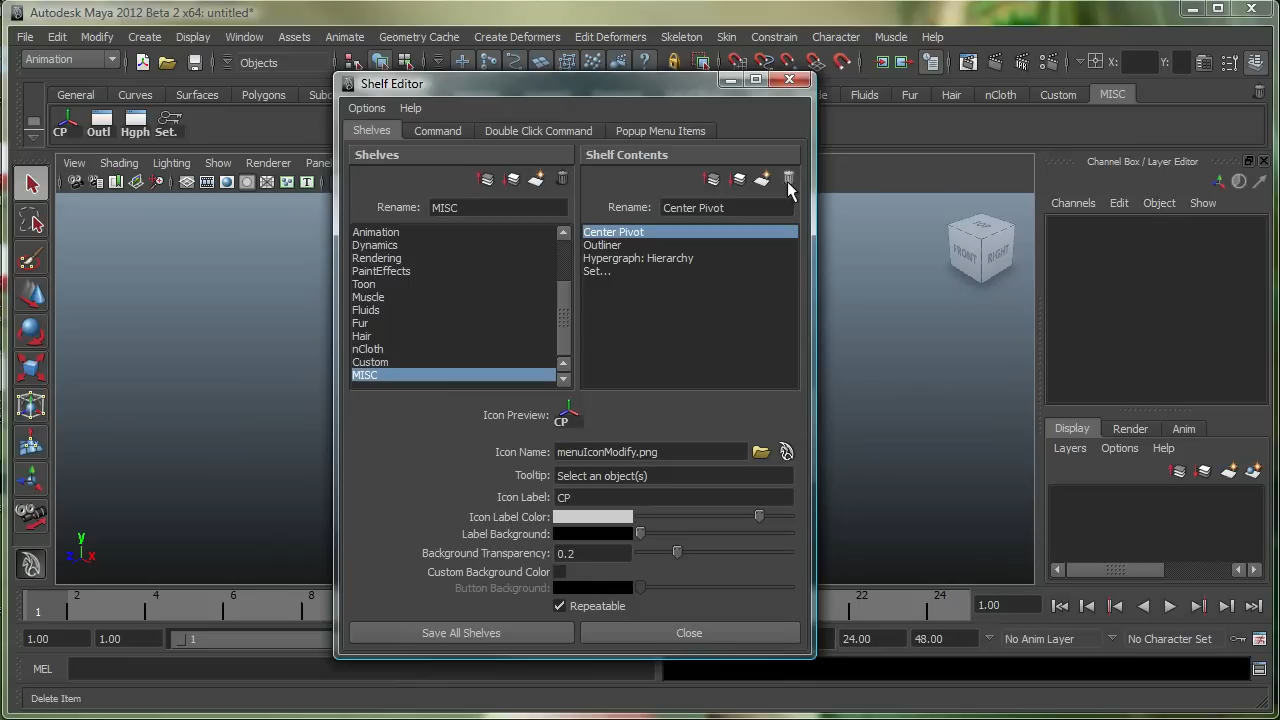 Autodesk Maya 2012 Beta 2 x64: untitled*
File Edit Modify Create Display Window Assets Animate Geometry Cache Create Deformers Edit Deformers Skeleton Skin Constrain Character Muscle Help
Animation Objects X: Y:
Shelf Editor
General Curves Surfaces Polygons Fluids Fur Hair nCloth Custom MISC
Options Help
CP Outl Hgph Set.
Shelves Command Double Click Command Popup Menu Items
View Shading Lighting Show Renderer
Shelves Shelf Contents
Channel Box / Layer Editor
Channels Edit Object Show
Rename: MISC Rename: Center Pivot
Animation
Dynamics
Rendering
PaintEffects
Toon
Muscle
Fluids
Fur
Hair
nCloth
Custom
MISC
Center Pivot
Outliner
Hypergraph: Hierarchy
Set...
TOP
FRONT RIGHT
Icon Preview: CP
Icon Name: menuIconModify.png
Tooltip: Select an object(s)
Icon Label: CP
Icon Label Color:
Label Background:
Background Transparency: 0.2
Custom Background Color
Button Background:
Repeatable
Save All Shelves Close
Display Render Anim
Layers Options Help
y
z x
1 2 4 6 8 22 24 1.00
1.00 1.00 1 24.00 48.00 No Anim Layer No Character Set
MEL
Delete Item